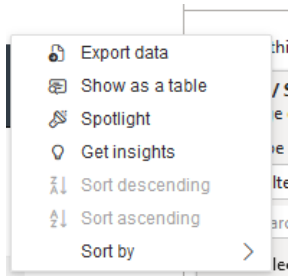 Export data
Show as a table
Spotlight
Get insights
Sort descending
Sort ascending
Sort by